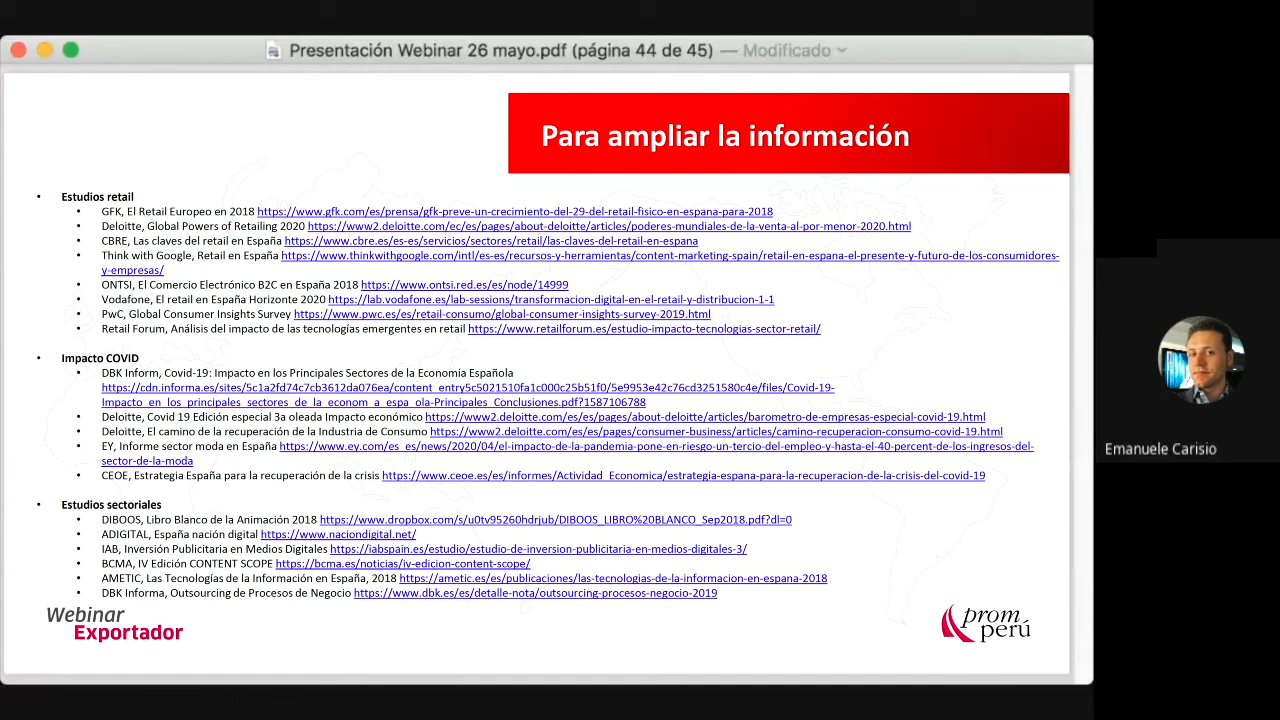 Presentación Webinar 26 mayo.pdf (página 44 de 45) — Modificado
Para ampliar la información
• Estudios retail
• GFK, El Retail Europeo en 2018 https://www.gfk.com/es/prensa/gfk-preve-un-crecimiento-del-29-del-retail-fisico-en-espana-para-2018
• Deloitte, Global Powers of Retailing 2020 https://www2.deloitte.com/ec/es/pages/about-deloitte/articles/poderes-mundiales-de-la-venta-al-por-menor-2020.html
• CBRE, Las claves del retail en España https://www.cbre.es/es-es/servicios/sectores/retail/las-claves-del-retail-en-espana
• Think with Google, Retail en España https://www.thinkwithgoogle.com/intl/es-es/recursos-y-herramientas/content-marketing-spain/retail-en-espana-el-presente-y-futuro-de-los-consumidores-
y-empresas/
• ONTSI, El Comercio Electrónico B2C en España 2018 https://www.ontsi.red.es/es/node/14999
• Vodafone, El retail en España Horizonte 2020 https://lab.vodafone.es/lab-sessions/transformacion-digital-en-el-retail-y-distribucion-1-1
• PwC, Global Consumer Insights Survey https://www.pwc.es/es/retail-consumo/global-consumer-insights-survey-2019.html
• Retail Forum, Análisis del impacto de las tecnologías emergentes en retail https://www.retailforum.es/estudio-impacto-tecnologias-sector-retail/
• Impacto COVID
• DBK Inform, Covid-19: Impacto en los Principales Sectores de la Economía Española
https://cdn.informa.es/sites/5c1a2fd74c7cb3612da076ea/content_entry5c5021510fa1c000c25b51f0/5e9953e42c76cd3251580c4e/files/Covid-19-
Impacto_en_los_principales_sectores_de_la_econom_a_espa_ola-Principales_Conclusiones.pdf?1587106788
• Deloitte, Covid 19 Edición especial 3a oleada Impacto económico https://www2.deloitte.com/es/es/pages/about-deloitte/articles/barometro-de-empresas-especial-covid-19.html
• Deloitte, El camino de la recuperación de la Industria de Consumo https://www2.deloitte.com/es/es/pages/consumer-business/articles/camino-recuperacion-consumo-covid-19.html
• EY, Informe sector moda en España https://www.ey.com/es_es/news/2020/04/el-impacto-de-la-pandemia-pone-en-riesgo-un-tercio-del-empleo-y-hasta-el-40-percent-de-los-ingresos-del-
sector-de-la-moda
• CEOE, Estrategia España para la recuperación de la crisis https://www.ceoe.es/es/informes/Actividad_Economica/estrategia-espana-para-la-recuperacion-de-la-crisis-del-covid-19
• Estudios sectoriales
• DIBOOS, Libro Blanco de la Animación 2018 https://www.dropbox.com/s/u0tv95260hdrjub/DIBOOS_LIBRO%20BLANCO_Sep2018.pdf?dl=0
• ADIGITAL, España nación digital https://www.naciondigital.net/
• IAB, Inversión Publicitaria en Medios Digitales https://iabspain.es/estudio/estudio-de-inversion-publicitaria-en-medios-digitales-3/
• BCMA, IV Edición CONTENT SCOPE https://bcma.es/noticias/iv-edicion-content-scope/
• AMETIC, Las Tecnologías de la Información en España, 2018 https://ametic.es/es/publicaciones/las-tecnologias-de-la-informacion-en-espana-2018
• DBK Informa, Outsourcing de Procesos de Negocio https://www.dbk.es/es/detalle-nota/outsourcing-procesos-negocio-2019
Webinar
Exportador
prom
perú
Emanuele Carisio